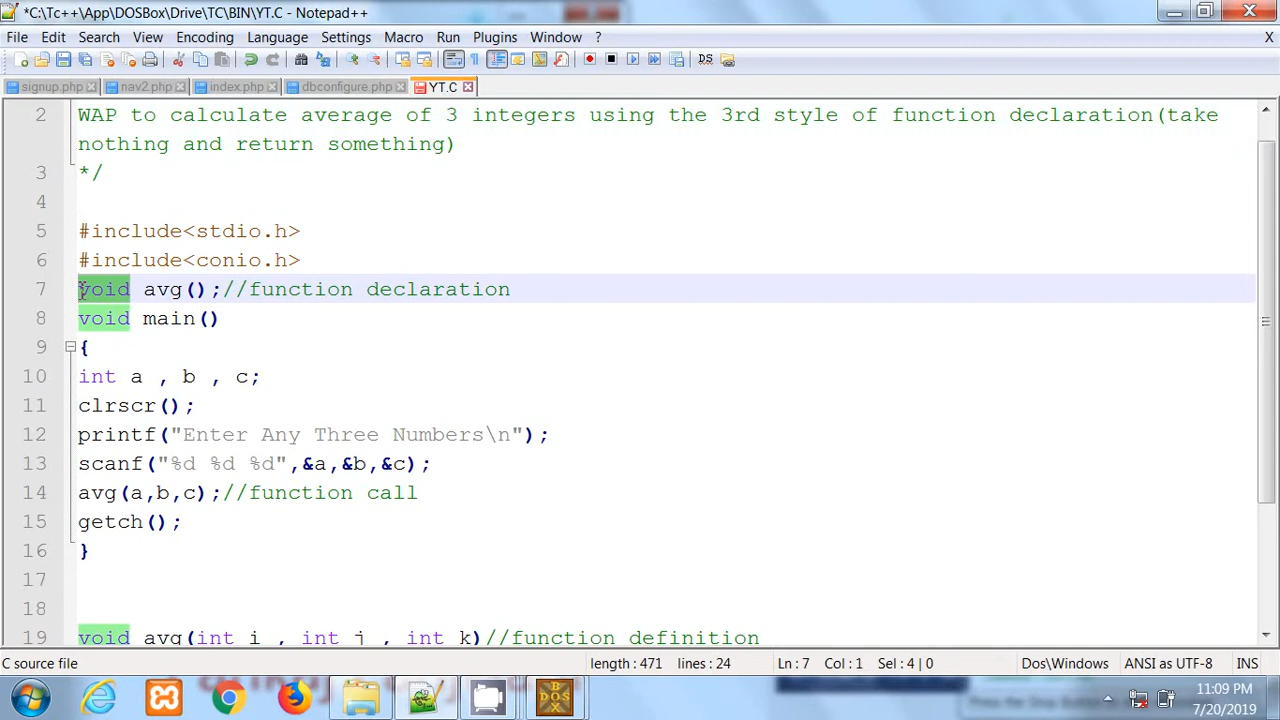 *C:\Tc++\App\DOSBox\Drive\TC\BIN\YT.C - Notepad++
File Edit Search View Encoding Language Settings Macro Run Plugins Window ? X
signup.php nav2.php index.php dbconfigure.php YT.C
2 WAP to calculate average of 3 integers using the 3rd style of function declaration(take
nothing and return something)
3 */
4
5 #include<stdio.h>
6 #include<conio.h>
7 void avg();//function declaration
8 void main()
9 {
10 int a , b , c;
11 clrscr();
12 printf("Enter Any Three Numbers\n");
13 scanf("%d %d %d",&a,&b,&c);
14 avg(a,b,c);//function call
15 getch();
16 }
17
18
19 void avg(int i , int j , int k)//function definition
C source file length : 471 lines : 24 Ln : 7 Col : 1 Sel : 4 | 0 Dos\Windows ANSI as UTF-8 INS
DOS BOX
11:09 PM
7/20/2019